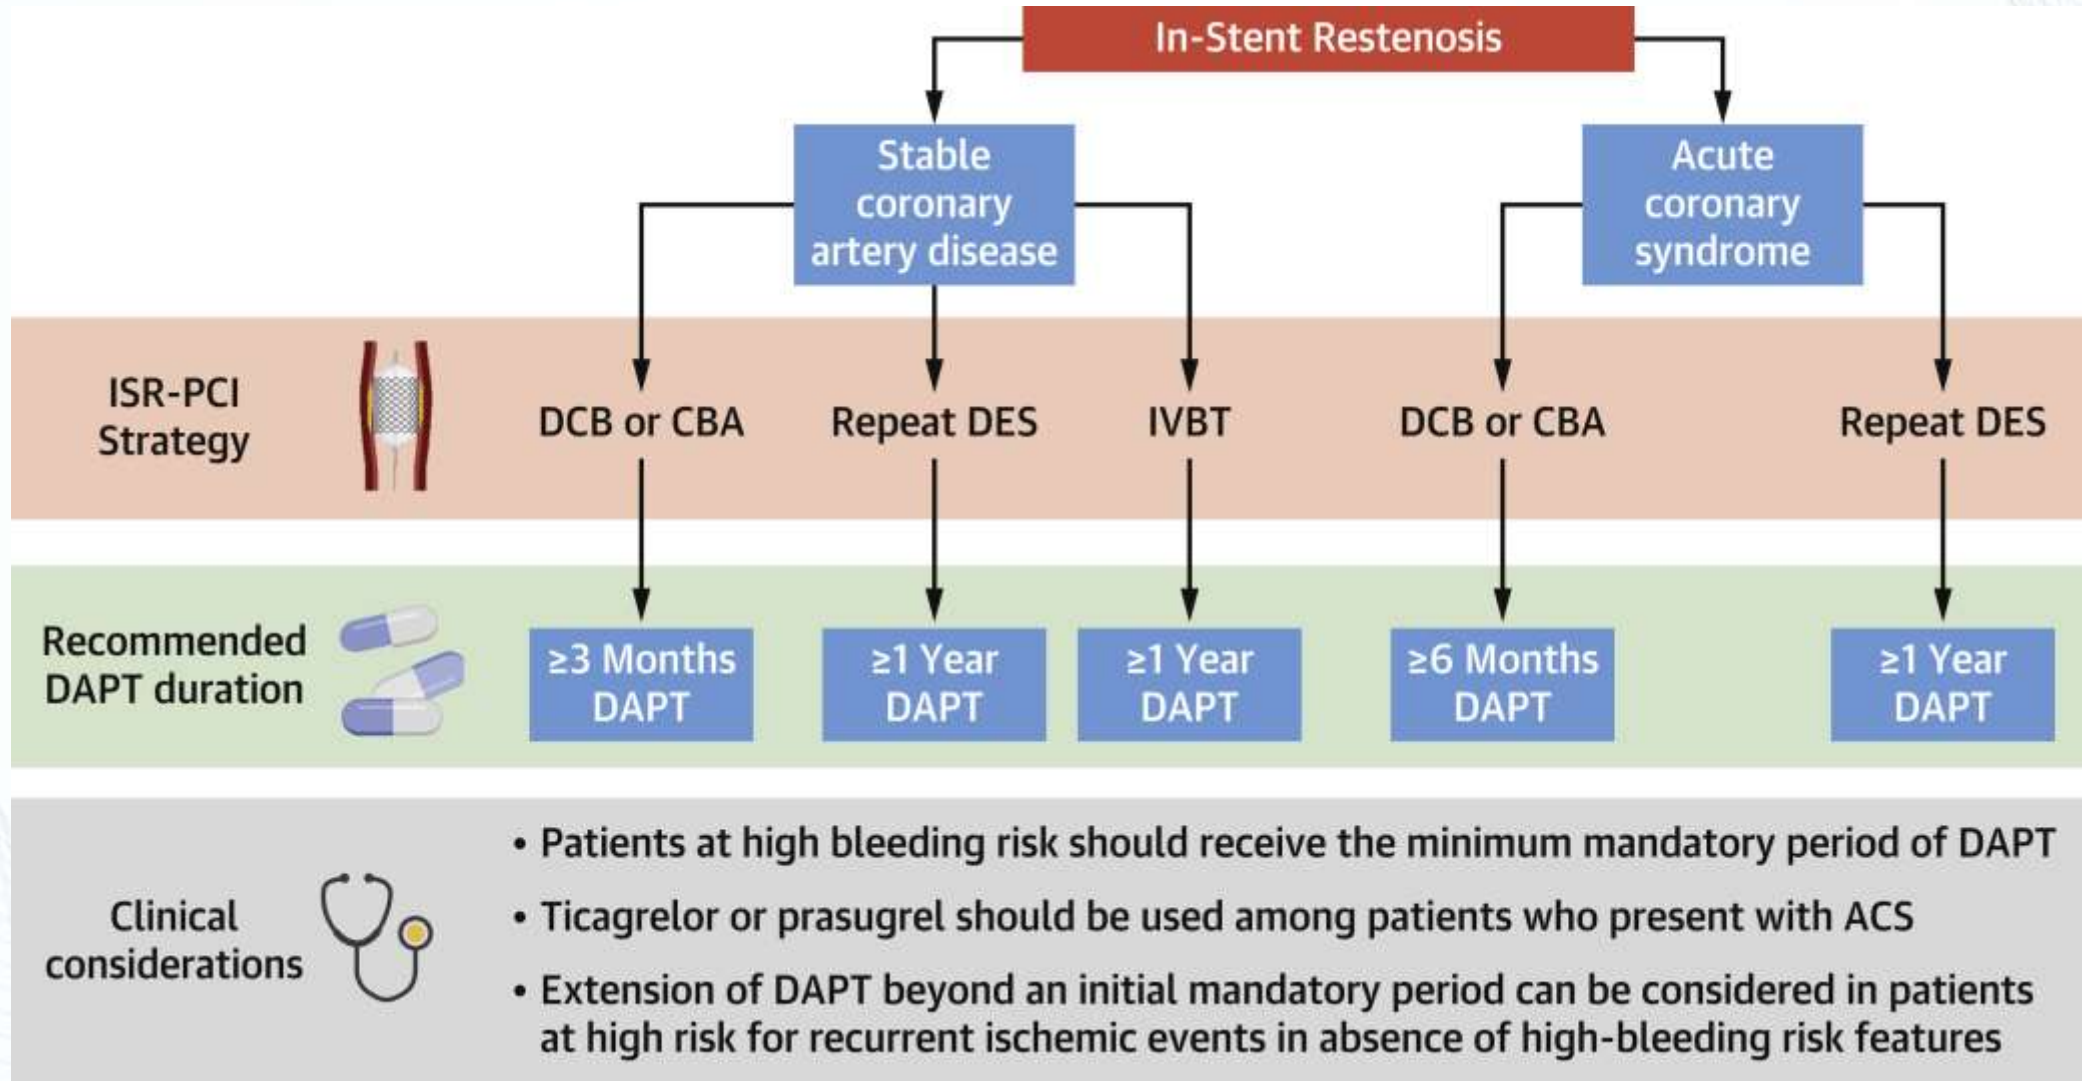 In-Stent Restenosis
Stable
coronary
artery disease
Acute
coronary
syndrome
ISR-PCI
Strategy
DCB or CBA
Repeat DES
IVBT
DCB or CBA
Repeat DES
Recommended
DAPT duration
≥3 Months
DAPT
≥1 Year
DAPT
≥1 Year
DAPT
≥6 Months
DAPT
≥1 Year
DAPT
Clinical
considerations
• Patients at high bleeding risk should receive the minimum mandatory period of DAPT
• Ticagrelor or prasugrel should be used among patients who present with ACS
• Extension of DAPT beyond an initial mandatory period can be considered in patients
at high risk for recurrent ischemic events in absence of high-bleeding risk features